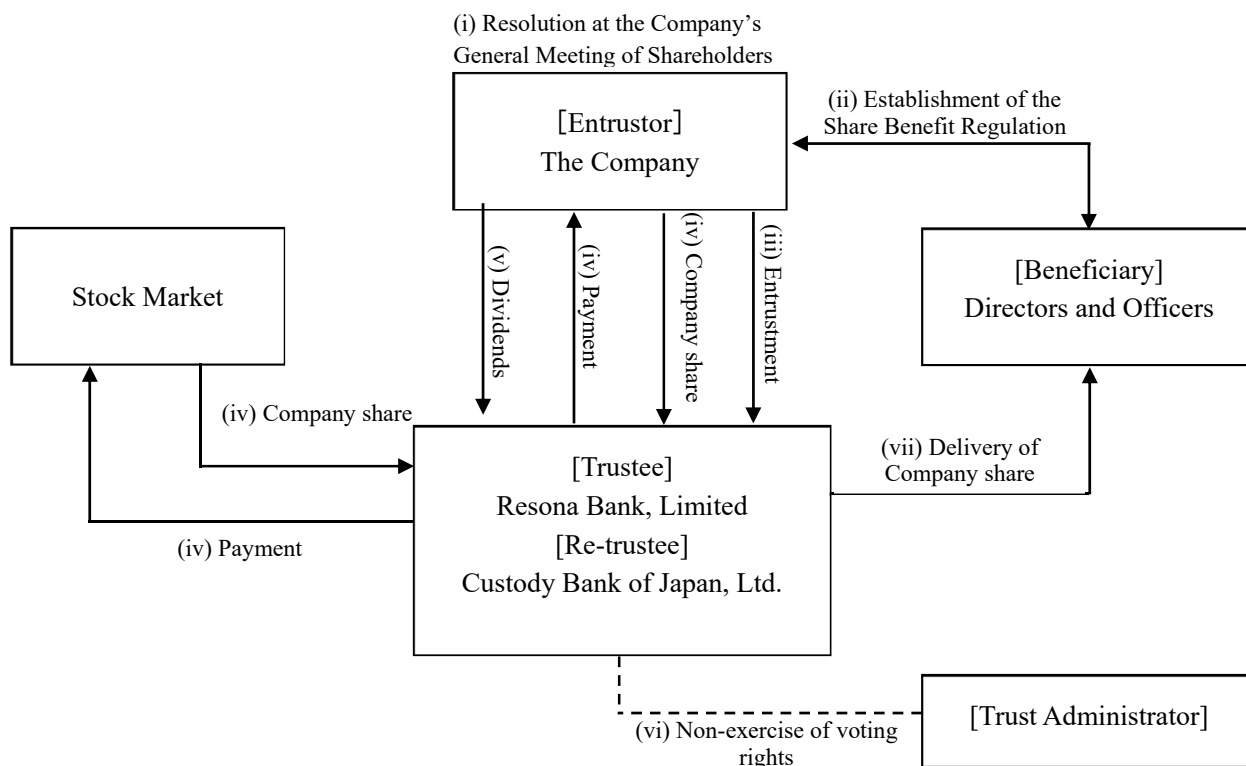 (i) Resolution at the Company’s
General Meeting of Shareholders
[Entrustor]
The Company
(ii) Establishment of the
Share Benefit Regulation
Stock Market
[Beneficiary]
Directors and Officers
(v) Dividends
(iv) Payment
(iv) Company share
(iii) Entrustment
(iv) Company share
(iv) Payment
[Trustee]
Resona Bank, Limited
[Re-trustee]
Custody Bank of Japan, Ltd.
(vii) Delivery of
Company share
(vi) Non-exercise of voting
rights
[Trust Administrator]